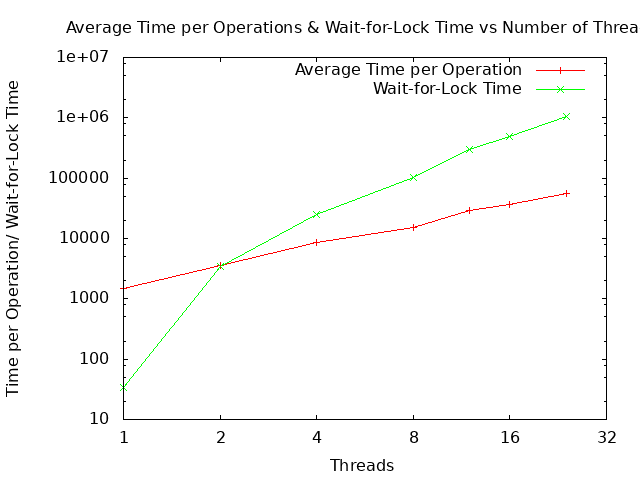 Average Time per Operations & Wait-for-Lock Time vs Number of Threa
Time per Operation/ Wait-for-Lock Time
1e+07
1e+06
100000
10000
1000
100
10
Average Time per Operation
Wait-for-Lock Time
1 2 4 8 16 32
Threads